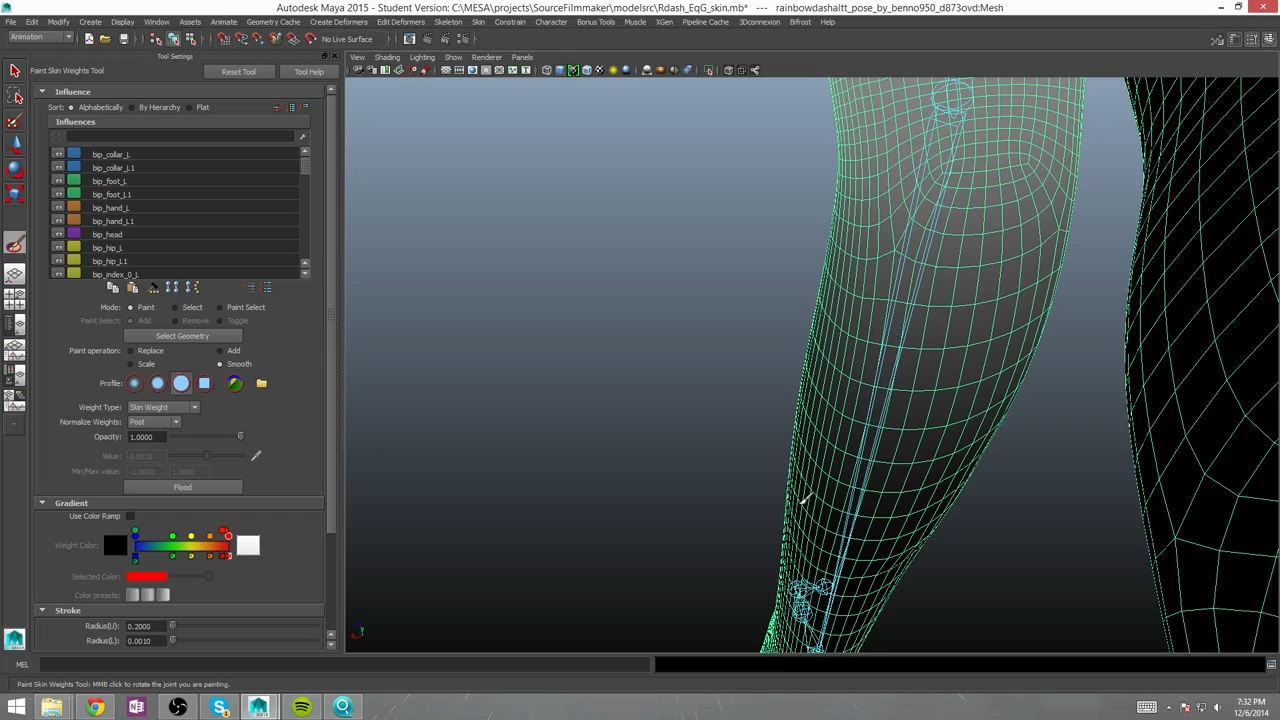 Autodesk Maya 2015 - Student Version: C:\MESA\projects\SourceFilmaker\modelsrc\Rdash_EqG_skin.mb* --- rainbowdashaltt_pose_by_benno950_d873ovd:Mesh
File Edit Modify Create Display Window Assets Animate Geometry Cache Create Deformers Edit Deformers Skeleton Skin Constrain Character Bonus Tools Muscle XGen Pipeline Cache 3Dconnexion Bifrost Help
Animation No Live Surface
Tool Settings
View Shading Lighting Show Renderer Panels
Paint Skin Weights Tool Reset Tool Tool Help
Influence
Sort: Alphabetically By Hierarchy Flat
Influences
bip_collar_L
bip_collar_L1
bip_foot_L
bip_foot_L1
bip_hand_L
bip_hand_L1
bip_head
bip_hip_L
bip_hip_L1
bip_index_0_L
Mode: Paint Select Paint Select
Paint Select: Add Remove Toggle
Select Geometry
Paint operation: Replace Add
Scale Smooth
Profile:
Weight Type: Skin Weight
Normalize Weights: Post
Opacity: 1.0000
Value: 0.0030
Min/Max value: -1.0000 1.0000
Flood
Gradient
Use Color Ramp
Weight Color:
Selected Color:
Color presets:
Stroke
Radius(U): 0.2000
Radius(L): 0.0010
MEL
Paint Skin Weights Tool: MMB click to rotate the joint you are painting.
7:32 PM
12/6/2014